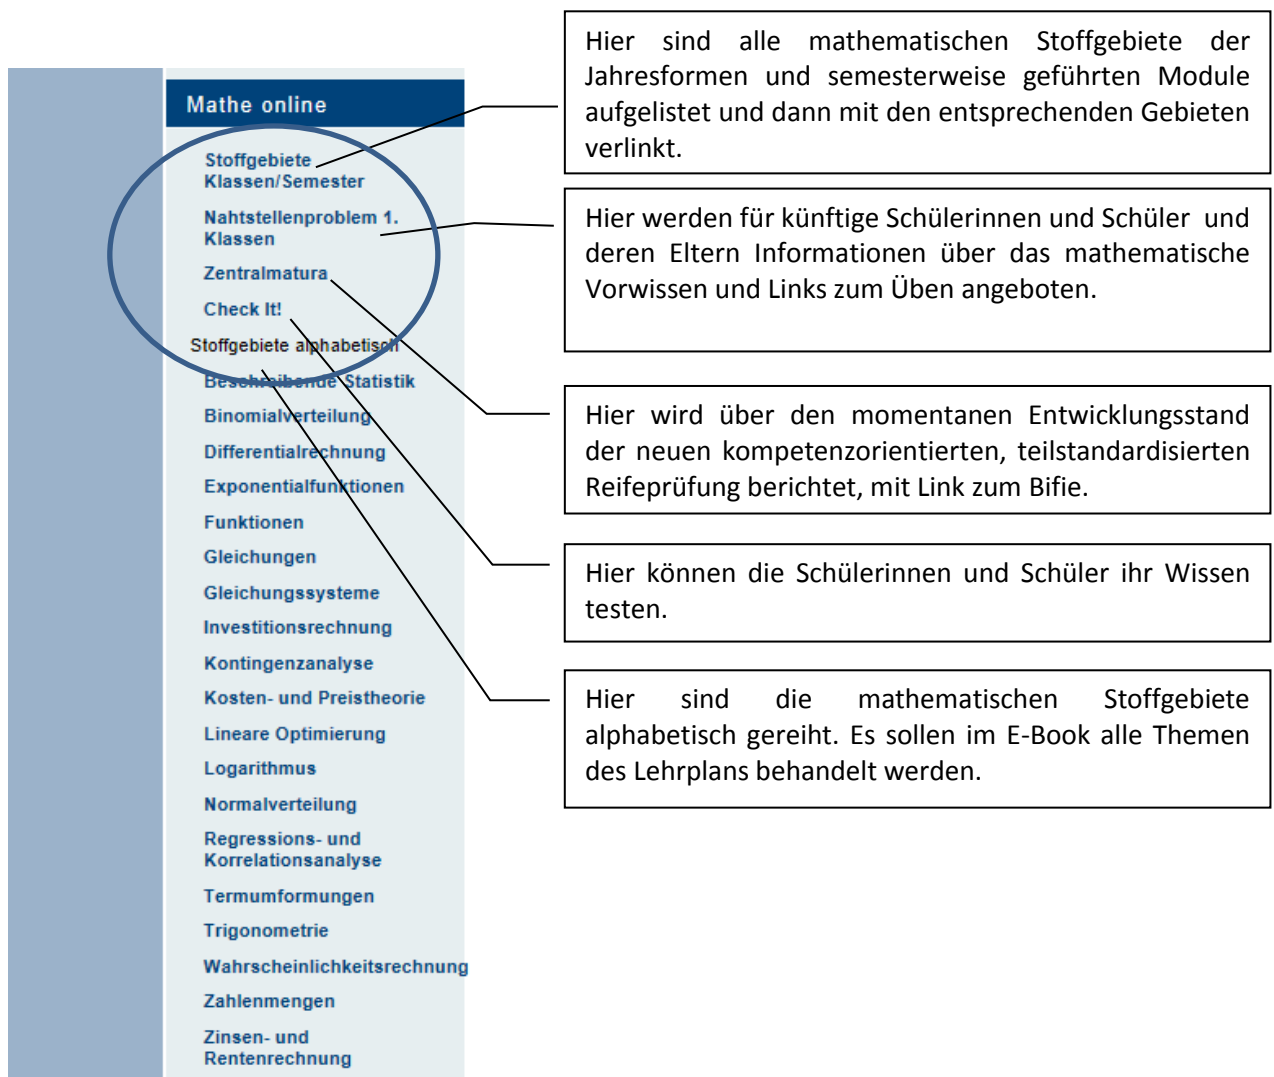 Mathe online
Stoffgebiete
Klassen/Semester
Nahtstellenproblem 1.
Klassen
Zentralmatura
Check It!
Stoffgebiete alphabetisch
Beschreibende Statistik
Binomialverteilung
Differentialrechnung
Exponentialfunktionen
Funktionen
Gleichungen
Gleichungssysteme
Investitionsrechnung
Kontingenzanalyse
Kosten- und Preistheorie
Lineare Optimierung
Logarithmus
Normalverteilung
Regressions- und
Korrelationsanalyse
Termumformungen
Trigonometrie
Wahrscheinlichkeitsrechnung
Zahlenmengen
Zinsen- und
Rentenrechnung
Hier sind alle mathematischen Stoffgebiete der
Jahresformen und semesterweise geführten Module
aufgelistet und dann mit den entsprechenden Gebieten
verlinkt.
Hier werden für künftige Schülerinnen und Schüler und
deren Eltern Informationen über das mathematische
Vorwissen und Links zum Üben angeboten.
Hier wird über den momentanen Entwicklungsstand
der neuen kompetenzorientierten, teilstandardisierten
Reifeprüfung berichtet, mit Link zum Bifie.
Hier können die Schülerinnen und Schüler ihr Wissen
testen.
Hier sind die mathematischen Stoffgebiete
alphabetisch gereiht. Es sollen im E-Book alle Themen
des Lehrplans behandelt werden.